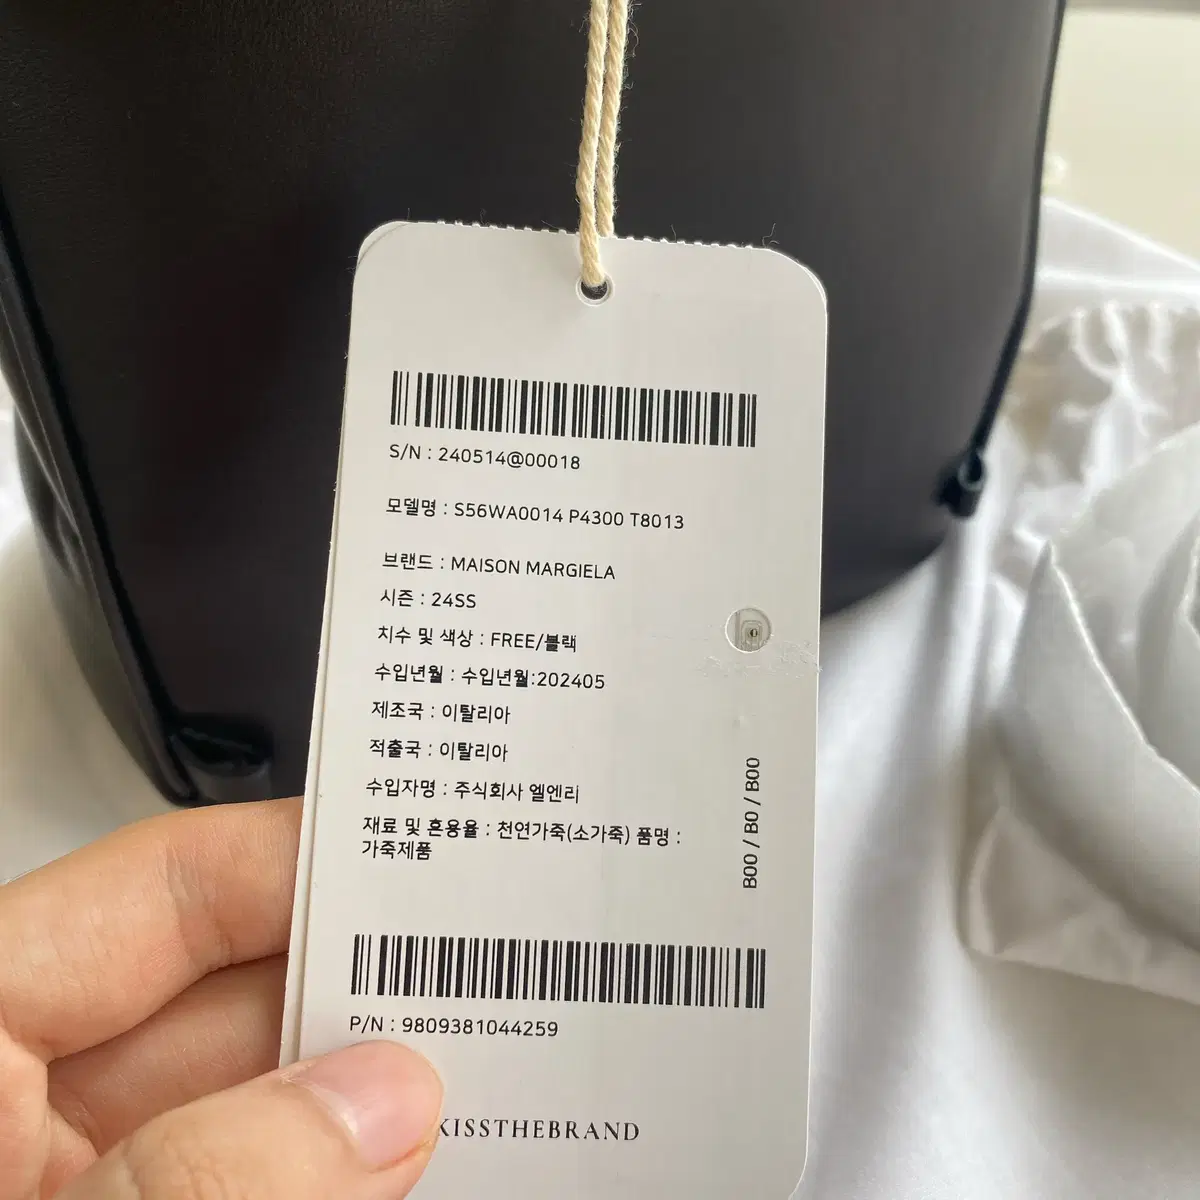 S/N : 240514@00018
모델명 : S56WA0014 P4300 T8013
브랜드 : MAISON MARGIELA
시즌 : 24SS
치수 및 색상 : FREE/블랙
수입년월 : 수입년월:202405
제조국 : 이탈리아
적출국 : 이탈리아
수입자명 : 주식회사 엘엔리
재료 및 혼용율 : 천연가죽(소가죽) 품명 :
가죽제품
B00 / B0 / B00
P/N : 9809381044259
KISSTHEBRAND